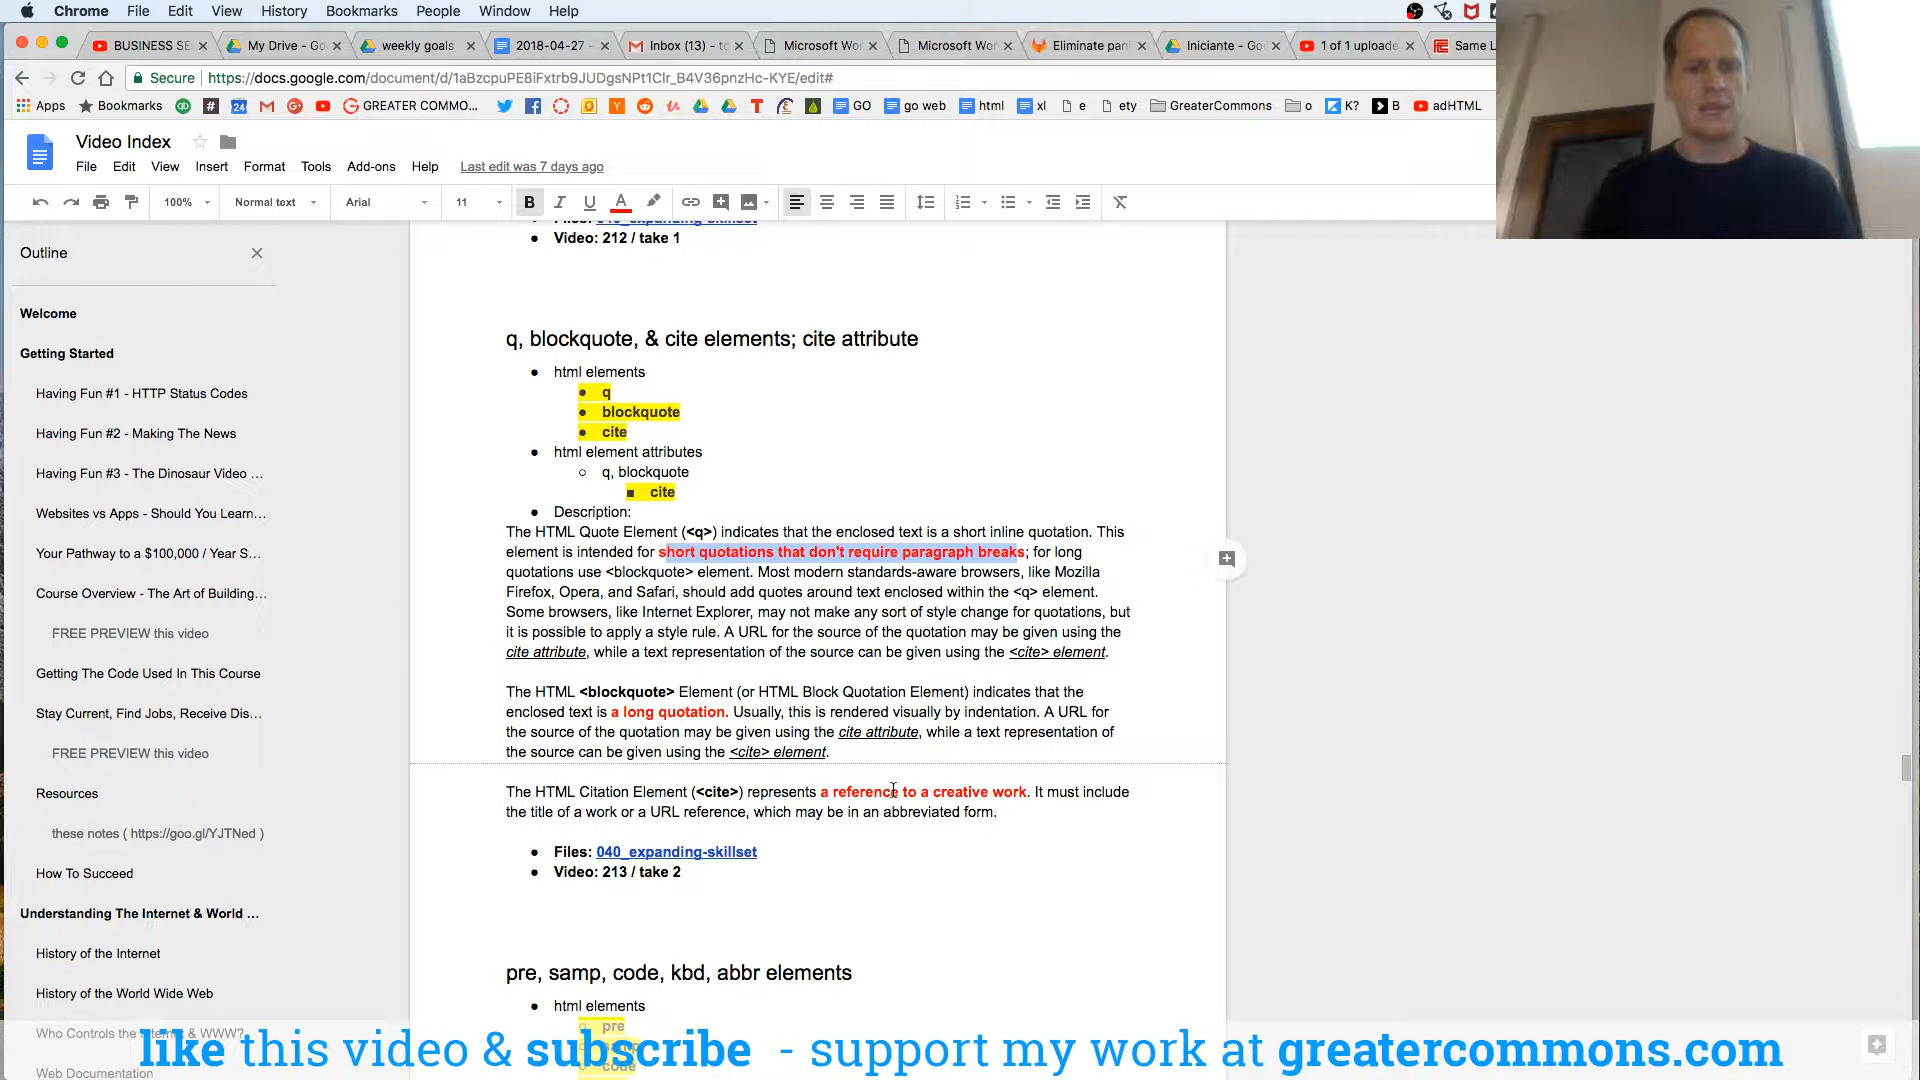 Chrome File Edit View History Bookmarks People Window Help
BUSINESS SE My Drive - Go weekly goals 2018-04-27 - Inbox (13) - to Microsoft Wor Microsoft Wor Eliminate pani Iniciante - Goo 1 of 1 uploade Same L
Secure https://docs.google.com/document/d/1aBzcpuPE8iFxtrb9JUDgsNPt1Clr_B4V36pnzHc-KYE/edit#
Apps Bookmarks GREATER COMMO... GO go web html xl e ety GreaterCommons o K? B adHTML
Video Index
File Edit View Insert Format Tools Add-ons Help Last edit was 7 days ago
100% Normal text Arial 11 B I U A
Outline
Welcome
Getting Started
Having Fun #1 - HTTP Status Codes
Having Fun #2 - Making The News
Having Fun #3 - The Dinosaur Video ...
Websites vs Apps - Should You Learn...
Your Pathway to a $100,000 / Year S...
Course Overview - The Art of Building...
FREE PREVIEW this video
Getting The Code Used In This Course
Stay Current, Find Jobs, Receive Dis...
FREE PREVIEW this video
Resources
these notes ( https://goo.gl/YJTNed )
How To Succeed
Understanding The Internet & World ...
History of the Internet
History of the World Wide Web
Who Controls the Internet & WWW?
Web Documentation
Files: 040_expanding-skillset
Video: 212 / take 1
q, blockquote, & cite elements; cite attribute
html elements
q
blockquote
cite
html element attributes
q, blockquote
cite
Description:
The HTML Quote Element (<q>) indicates that the enclosed text is a short inline quotation. This
element is intended for short quotations that don't require paragraph breaks; for long
quotations use <blockquote> element. Most modern standards-aware browsers, like Mozilla
Firefox, Opera, and Safari, should add quotes around text enclosed within the <q> element.
Some browsers, like Internet Explorer, may not make any sort of style change for quotations, but
it is possible to apply a style rule. A URL for the source of the quotation may be given using the
cite attribute, while a text representation of the source can be given using the <cite> element.
The HTML <blockquote> Element (or HTML Block Quotation Element) indicates that the
enclosed text is a long quotation. Usually, this is rendered visually by indentation. A URL for
the source of the quotation may be given using the cite attribute, while a text representation of
the source can be given using the <cite> element.
The HTML Citation Element (<cite>) represents a reference to a creative work. It must include
the title of a work or a URL reference, which may be in an abbreviated form.
Files: 040_expanding-skillset
Video: 213 / take 2
pre, samp, code, kbd, abbr elements
html elements
pre
code
like this video & subscribe - support my work at greatercommons.com